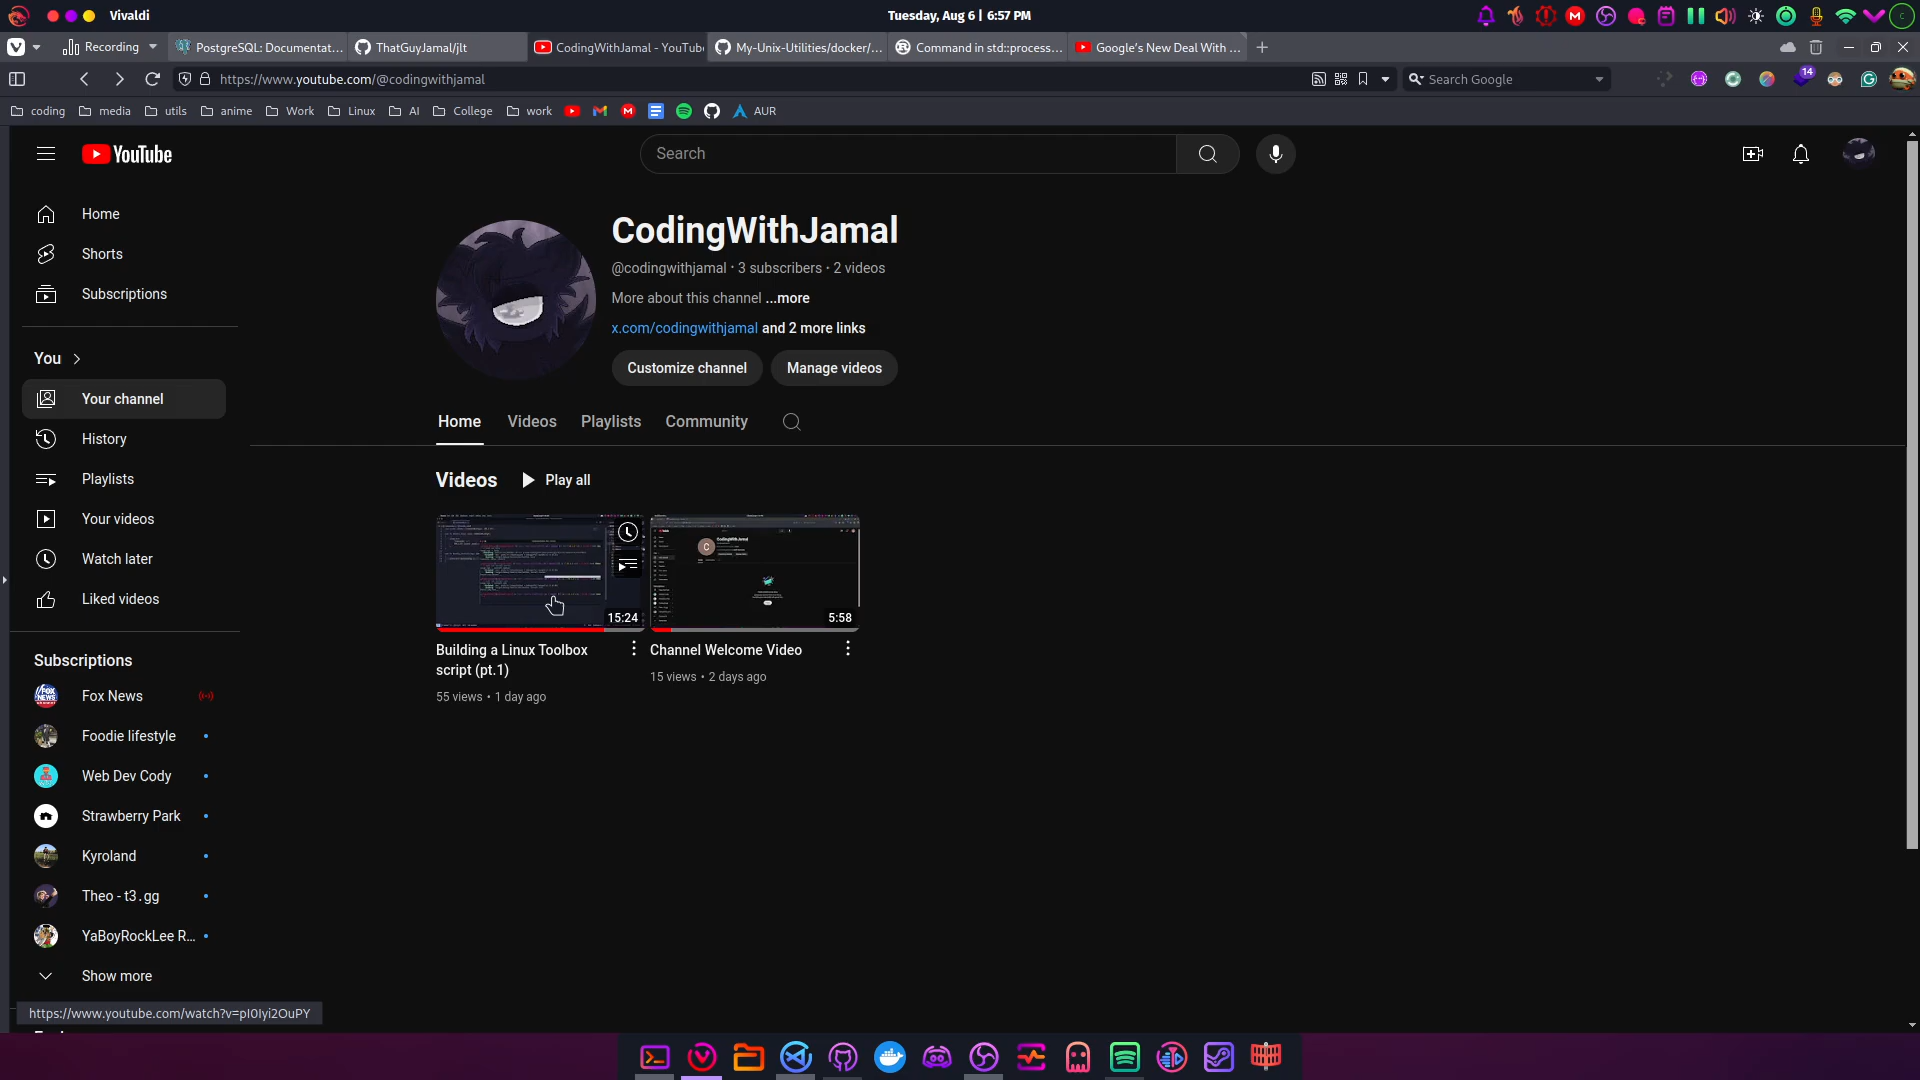 Vivaldi
Tuesday, Aug 6 | 6:57 PM
Recording
PostgreSQL: Documentat...
ThatGuyJamal/jlt
CodingWithJamal - YouTube
My-Unix-Utilities/docker/...
Command in std::process...
Google's New Deal With ...
https://www.youtube.com/@codingwithjamal
Search Google
14
coding
media
utils
anime
Work
Linux
AI
College
work
AUR
YouTube
Search
Home
Shorts
Subscriptions
You
Your channel
History
Playlists
Your videos
Watch later
Liked videos
Subscriptions
Fox News
Foodie lifestyle
Web Dev Cody
Strawberry Park
Kyroland
Theo - t3.gg
YaBoyRockLee R...
Show more
CodingWithJamal
@codingwithjamal • 3 subscribers • 2 videos
More about this channel ...more
x.com/codingwithjamal and 2 more links
Customize channel
Manage videos
Home
Videos
Playlists
Community
Videos
Play all
15:24
Building a Linux Toolbox
script (pt.1)
55 views • 1 day ago
CodingWithJamal
5:58
Channel Welcome Video
15 views • 2 days ago
https://www.youtube.com/watch?v=pI0Iyi2OuPY